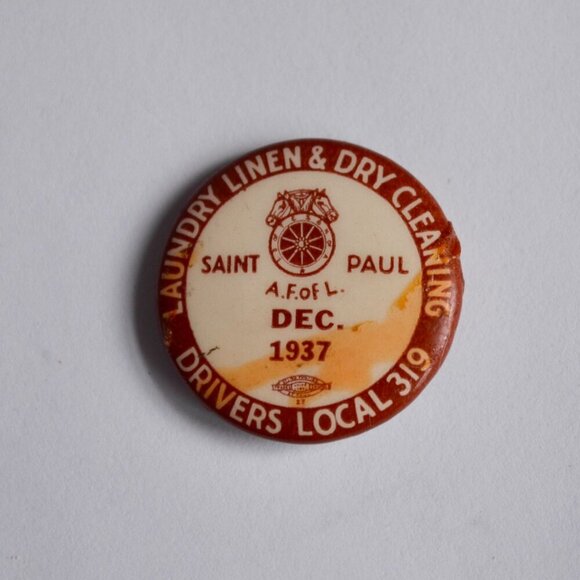 LAUNDRY LINEN & DRY CLEANING
SAINT PAUL
A.F. of L.
DEC.
1937
DRIVERS LOCAL 319